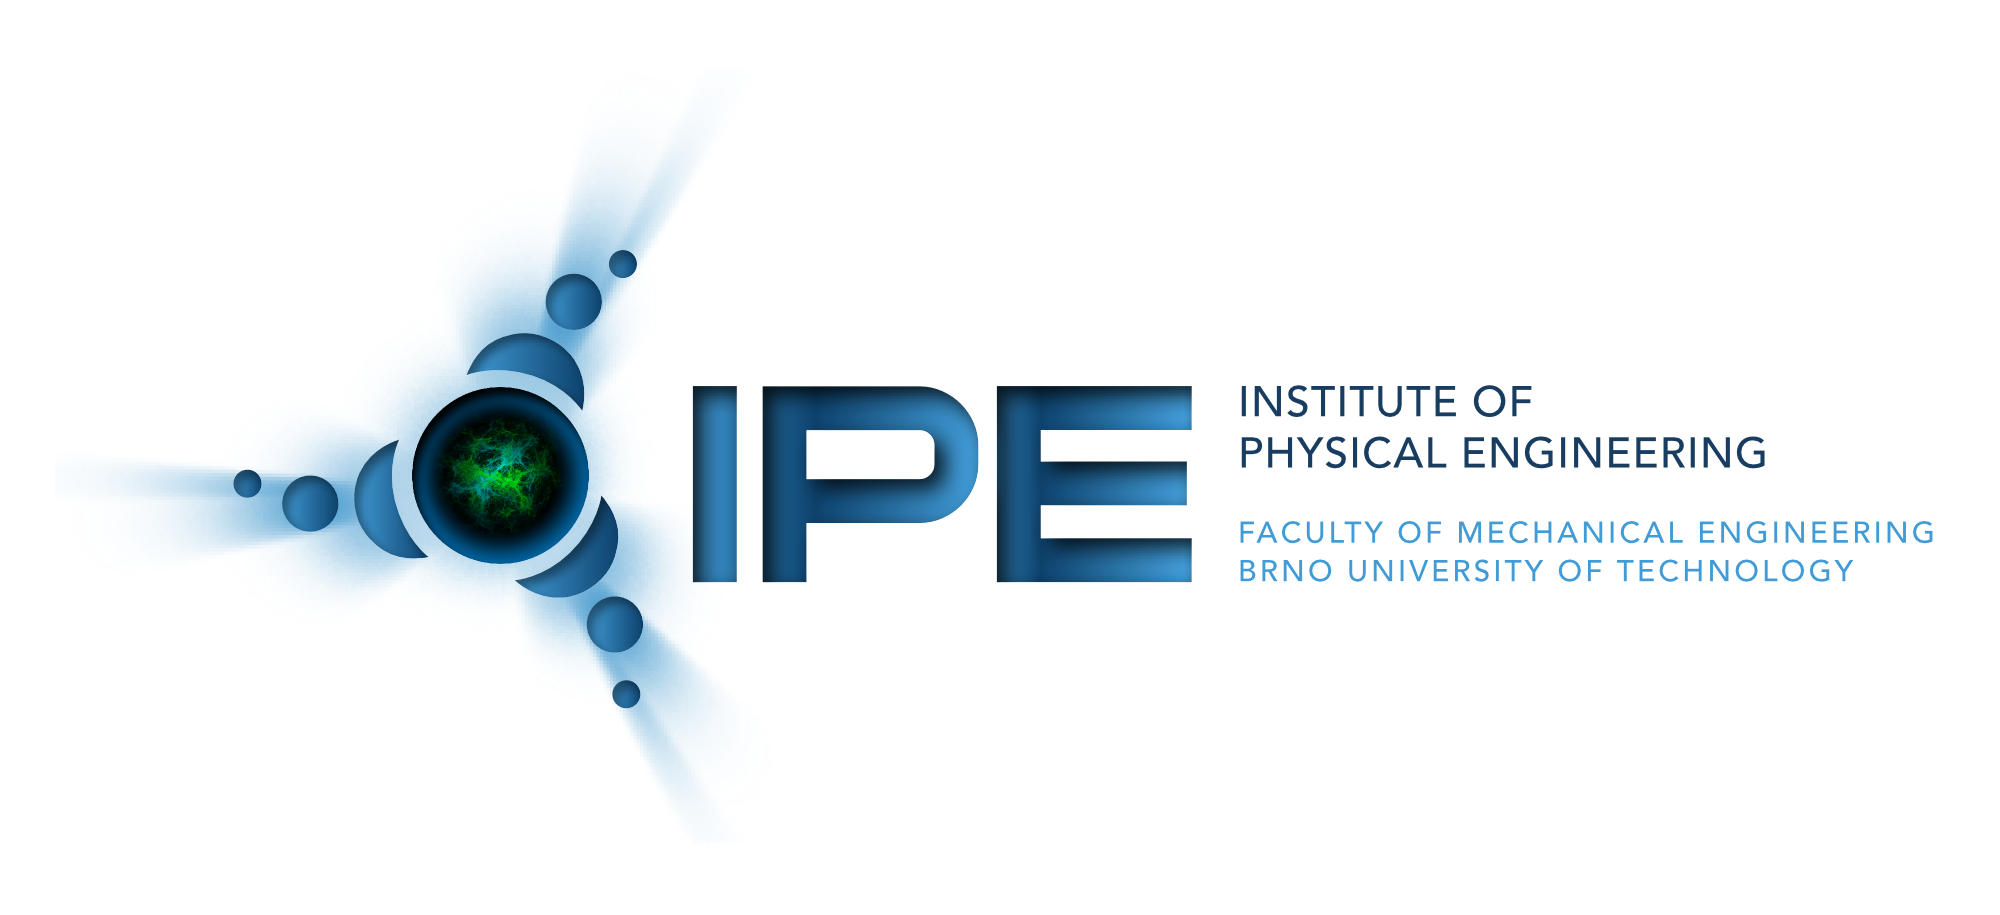 IPE
INSTITUTE OF
PHYSICAL ENGINEERING
FACULTY OF MECHANICAL ENGINEERING
BRNO UNIVERSITY OF TECHNOLOGY